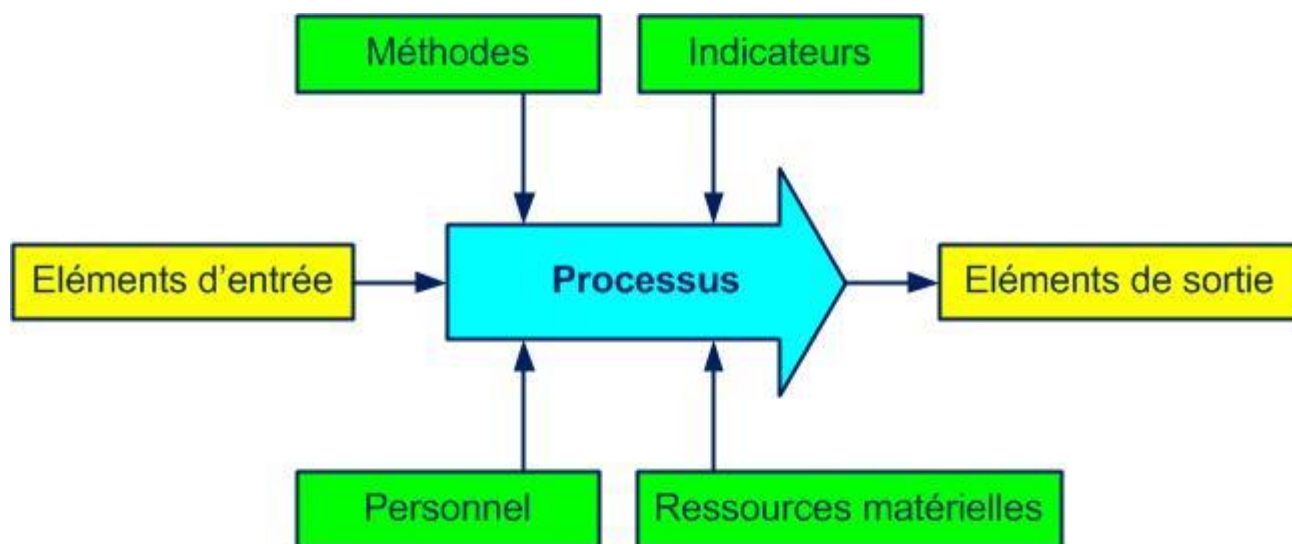 Méthodes
Indicateurs
Eléments d'entrée
Processus
Eléments de sortie
Personnel
Ressources matérielles